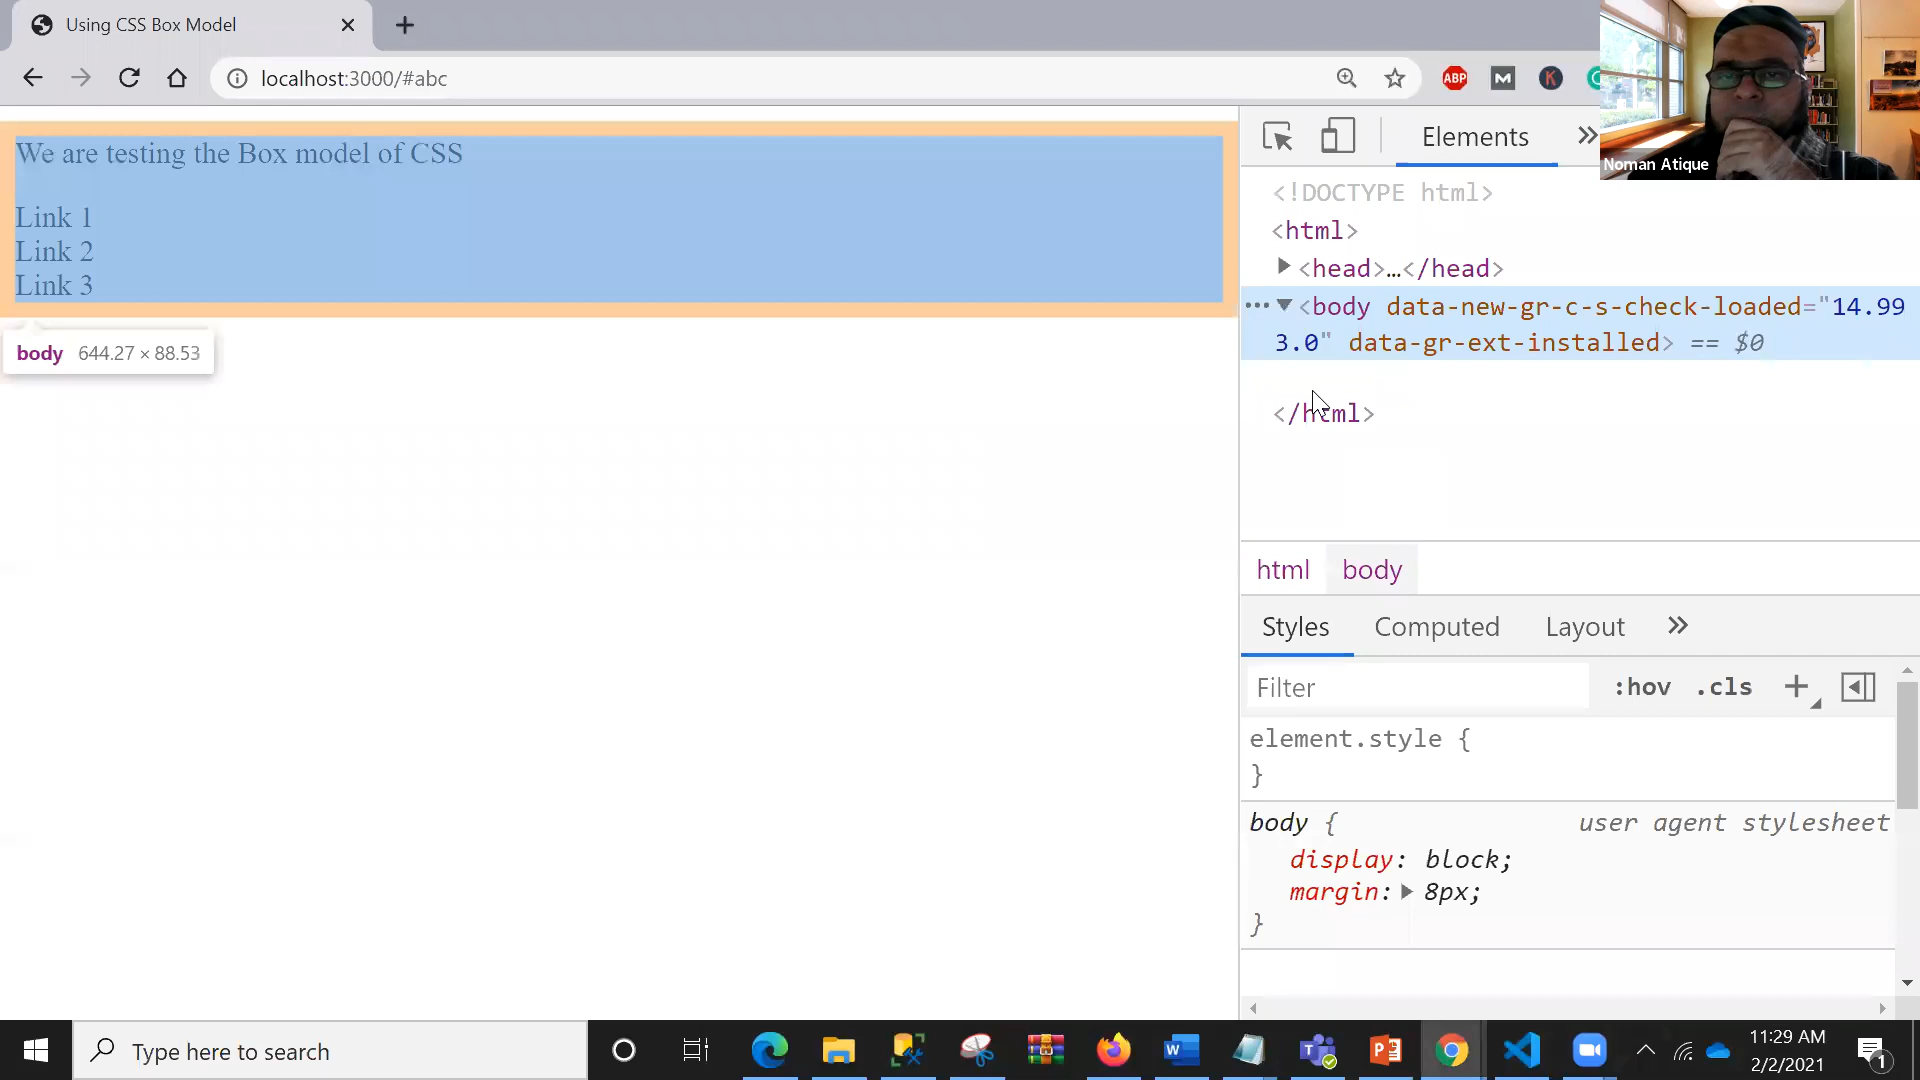 Using CSS Box Model
localhost:3000/#abc
ABP
M
K
Noman Atique
We are testing the Box model of CSS
Link 1
Link 2
Link 3
body 644.27 × 88.53
Elements
<!DOCTYPE html>
<html>
<head>…</head>
<body data-new-gr-c-s-check-loaded="14.99
3.0" data-gr-ext-installed> == $0
</html>
html body
Styles Computed Layout
Filter :hov .cls
element.style {
}
body { user agent stylesheet
display: block;
margin: 8px;
}
Type here to search
11:29 AM
2/2/2021
1